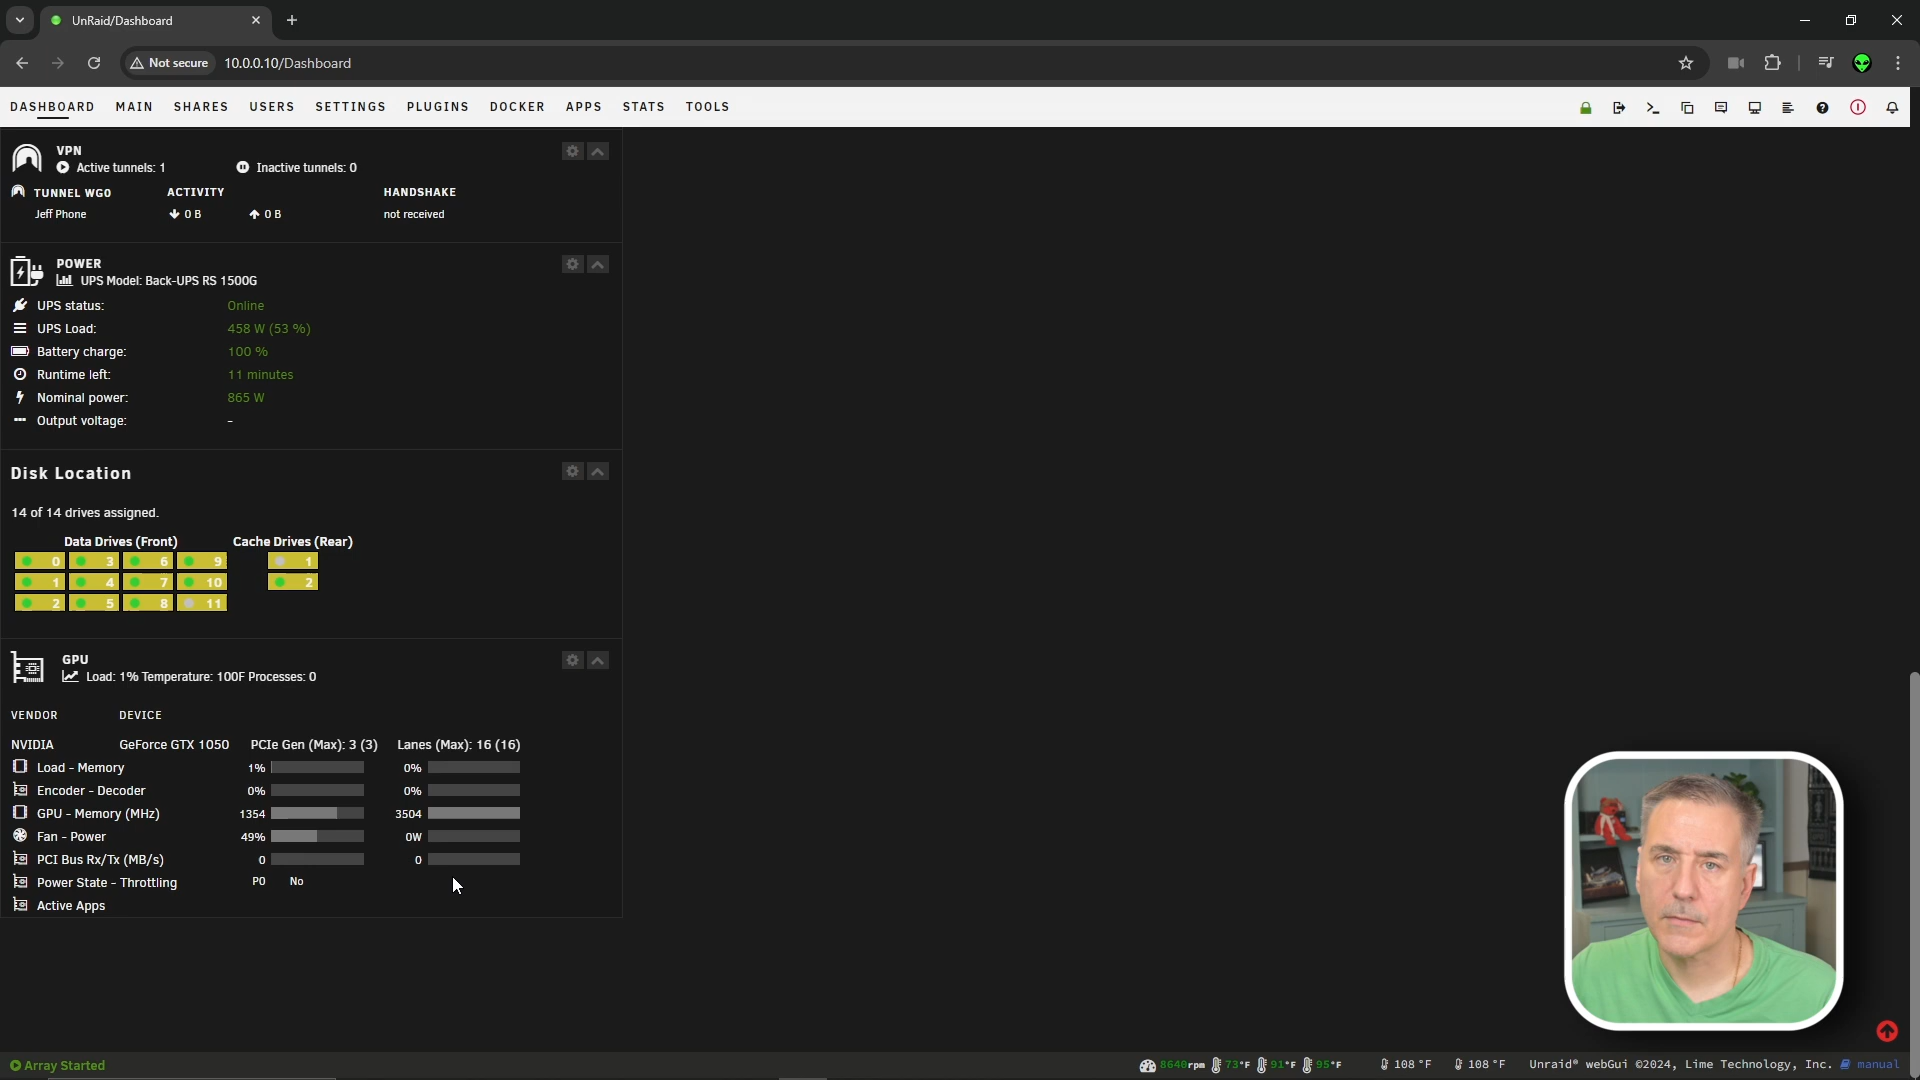 UnRaid/Dashboard
Not secure 10.0.0.10/Dashboard
DASHBOARD MAIN SHARES USERS SETTINGS PLUGINS DOCKER APPS STATS TOOLS
VPN
Active tunnels: 1 Inactive tunnels: 0
TUNNEL WG0 ACTIVITY HANDSHAKE
Jeff Phone 0 B 0 B not received
POWER
UPS Model: Back-UPS RS 1500G
UPS status: Online
UPS Load: 458 W (53 %)
Battery charge: 100 %
Runtime left: 11 minutes
Nominal power: 865 W
Output voltage: -
Disk Location
14 of 14 drives assigned.
Data Drives (Front) Cache Drives (Rear)
0 3 6 9 1
1 4 7 10 2
2 5 8 11
GPU
Load: 1% Temperature: 100F Processes: 0
VENDOR DEVICE
NVIDIA GeForce GTX 1050 PCIe Gen (Max): 3 (3) Lanes (Max): 16 (16)
Load - Memory 1% 0%
Encoder - Decoder 0% 0%
GPU - Memory (MHz) 1354 3504
Fan - Power 49% 0W
PCI Bus Rx/Tx (MB/s) 0 0
Power State - Throttling P0 No
Active Apps
Array Started 8640rpm 73°F 91°F 95°F 108 °F 108 °F Unraid® webGui ©2024, Lime Technology, Inc. manual